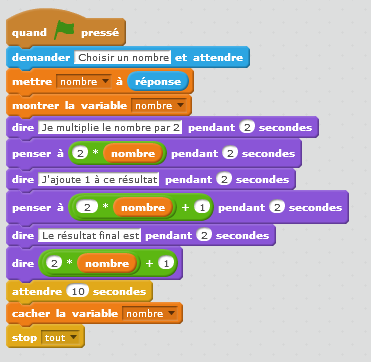 quand pressé
demander Choisir un nombre et attendre
mettre nombre à réponse
montrer la variable nombre
dire Je multiplie le nombre par 2 pendant 2 secondes
penser à 2 * nombre pendant 2 secondes
dire J'ajoute 1 à ce résultat pendant 2 secondes
penser à 2 * nombre + 1 pendant 2 secondes
dire Le résultat final est pendant 2 secondes
dire 2 * nombre + 1
attendre 10 secondes
cacher la variable nombre
stop tout